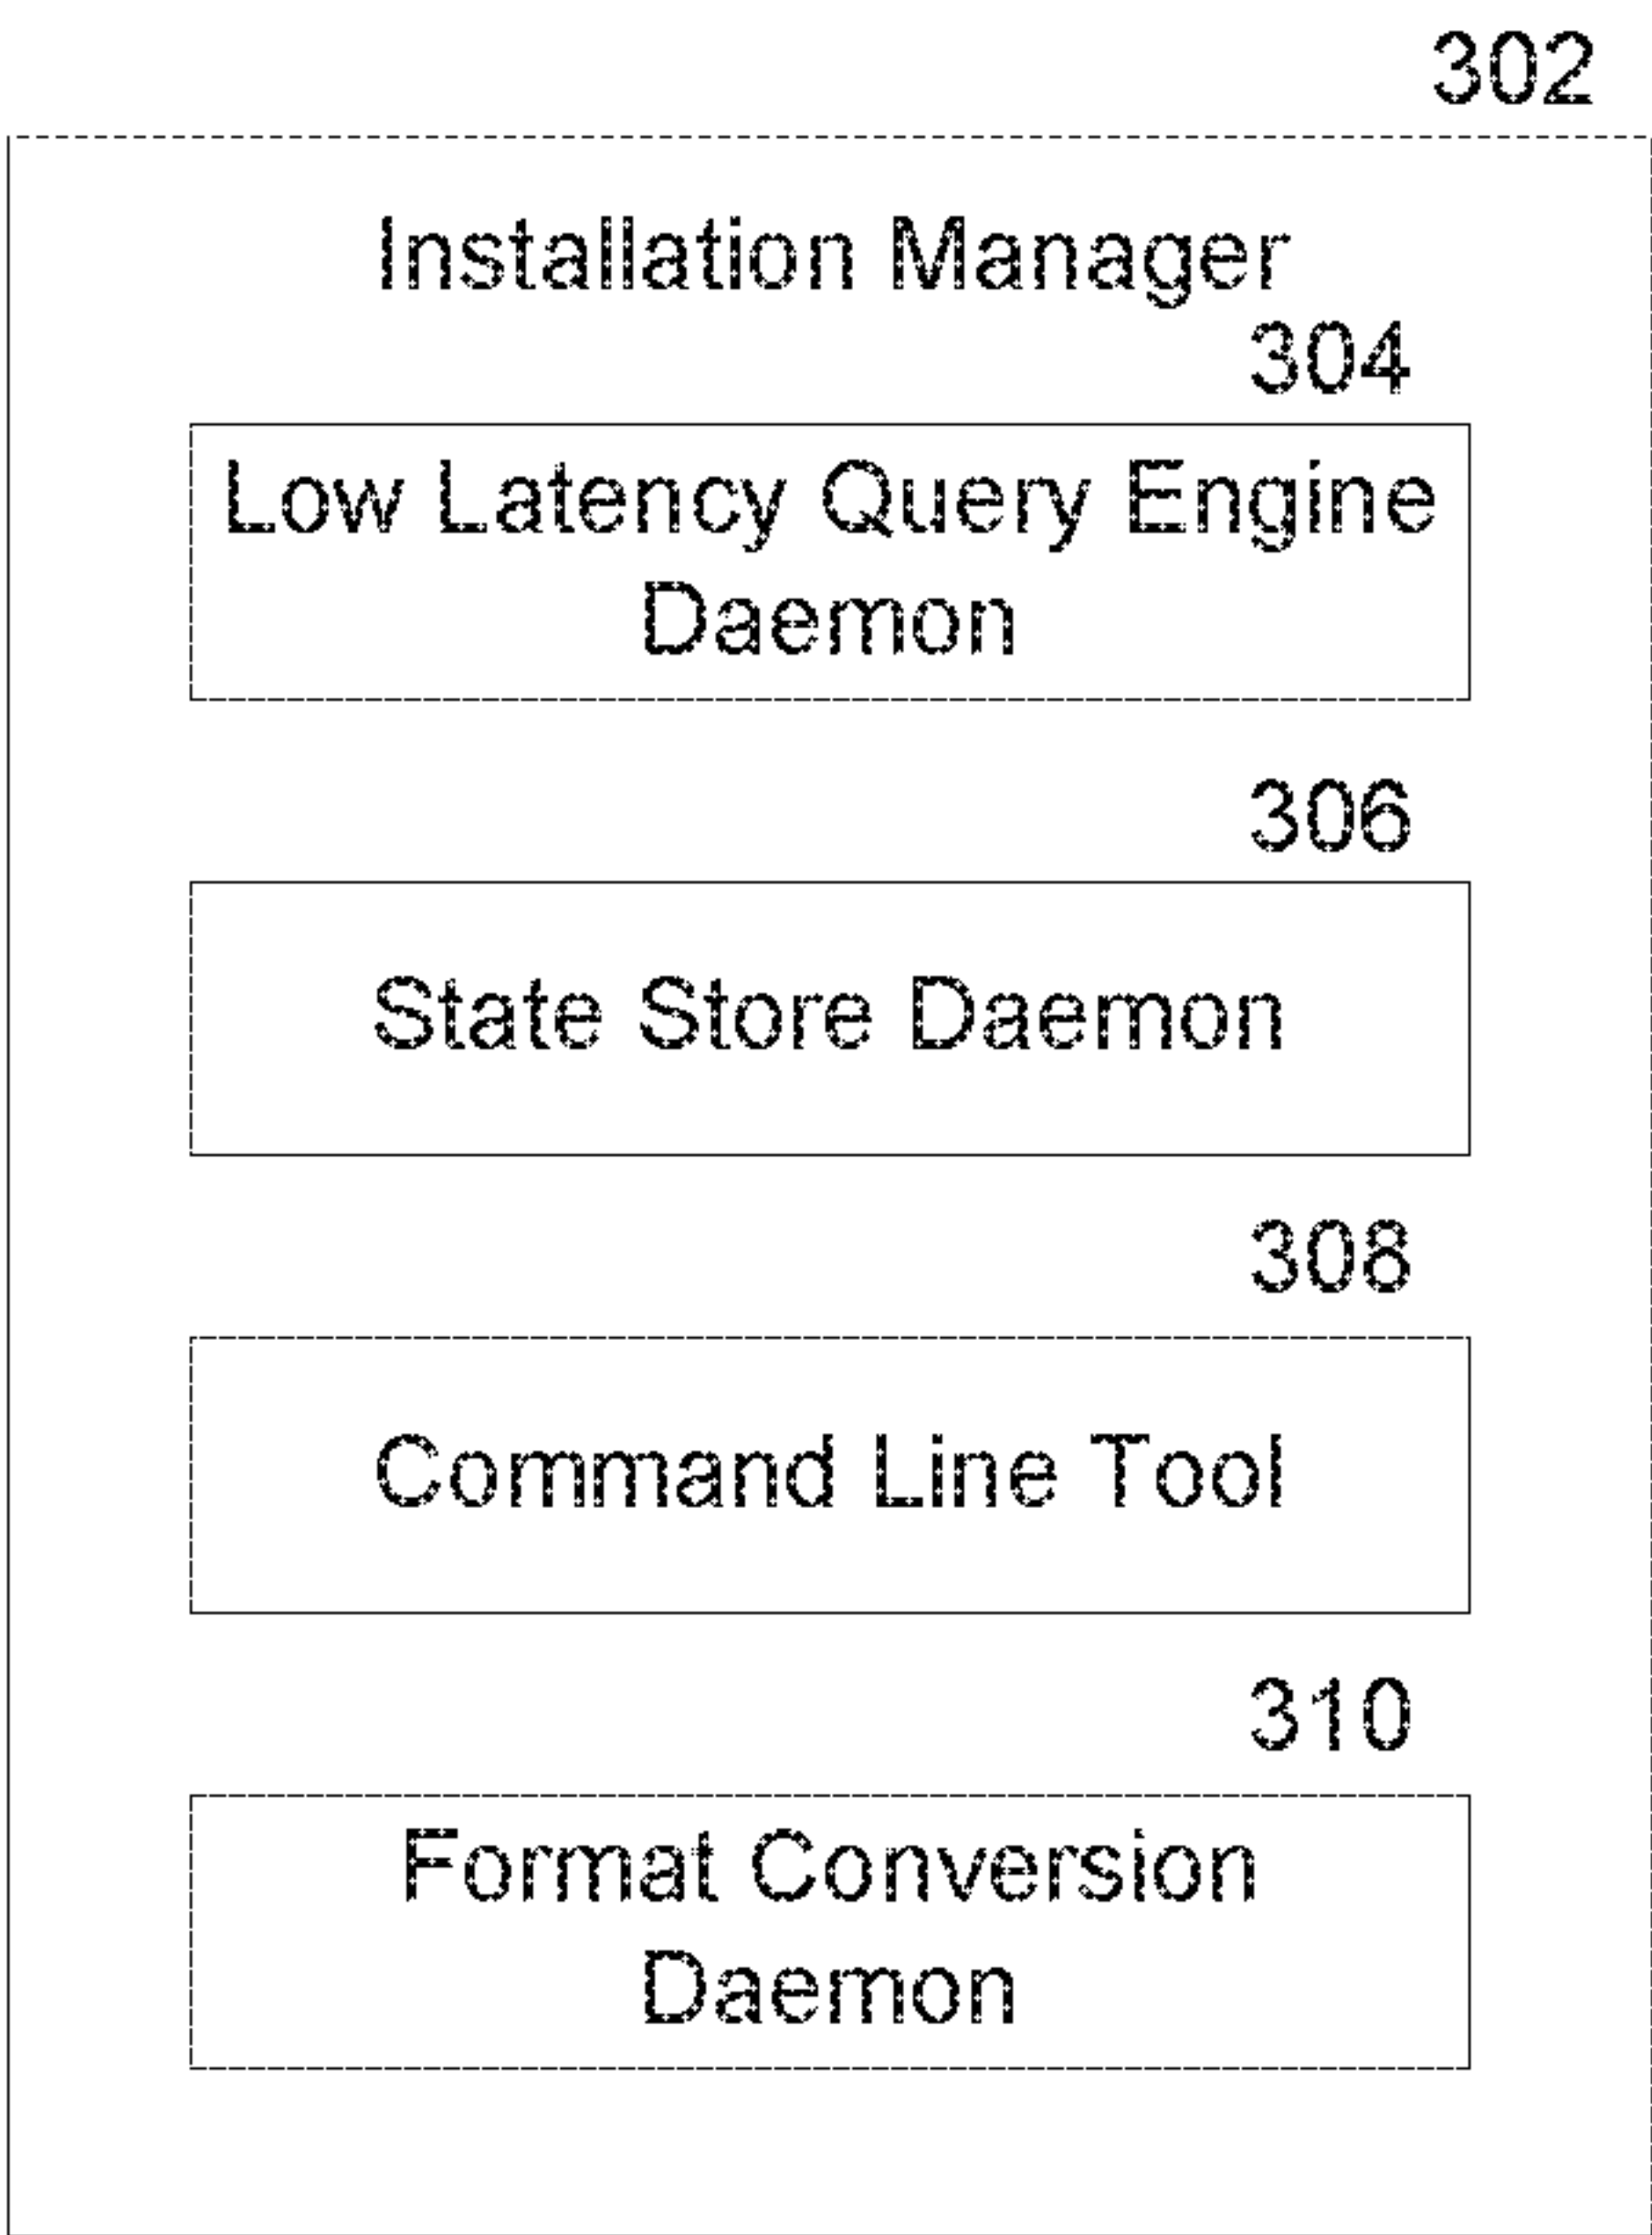 302
Installation Manager
304
Low Latency Query Engine
Daemon
306
State Store Daemon
308
Command Line Tool
310
Format Conversion
Daemon